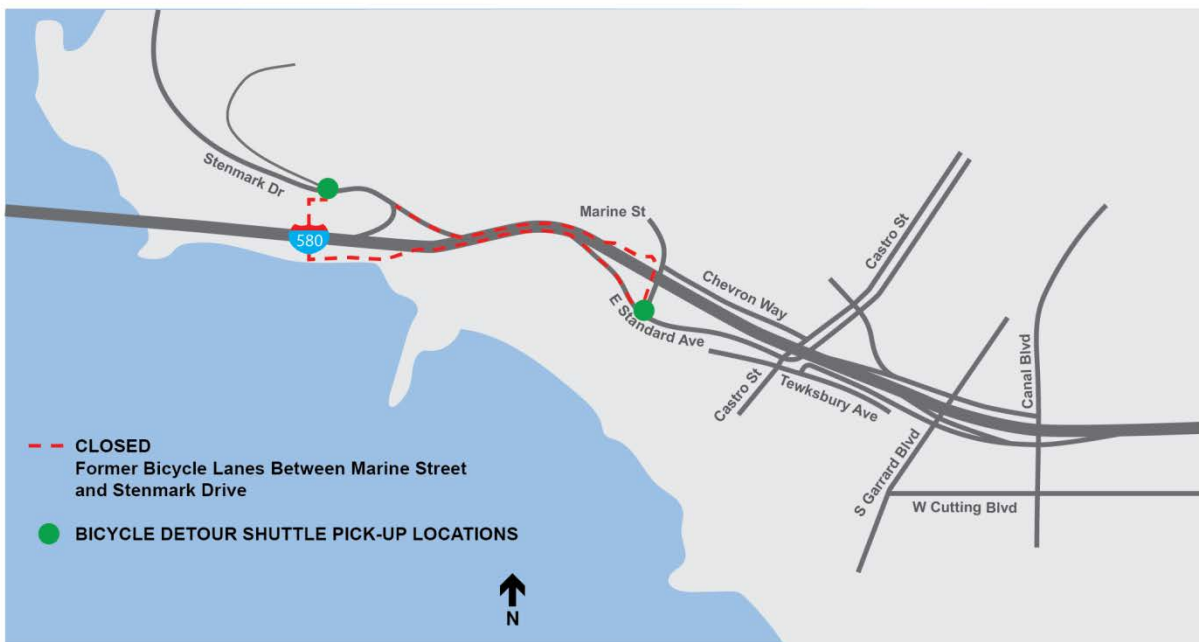 Stenmark Dr
580
Marine St
Castro St
Chevron Way
E Standard Ave
Castro St
Tewksbury Ave
Canal Blvd
S Garrard Blvd
W Cutting Blvd
CLOSED
Former Bicycle Lanes Between Marine Street
and Stenmark Drive
BICYCLE DETOUR SHUTTLE PICK-UP LOCATIONS
N